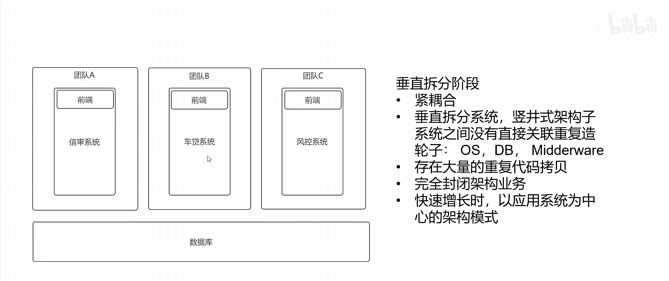 bilibili
团队A
团队B
团队C
前端
前端
前端
信审系统
车贷系统
风控系统
数据库
垂直拆分阶段
• 紧耦合
• 垂直拆分系统，竖井式架构子
系统之间没有直接关联重复造
轮子： OS，DB， Midderware
• 存在大量的重复代码拷贝
• 完全封闭架构业务
• 快速增长时，以应用系统为中
心的架构模式